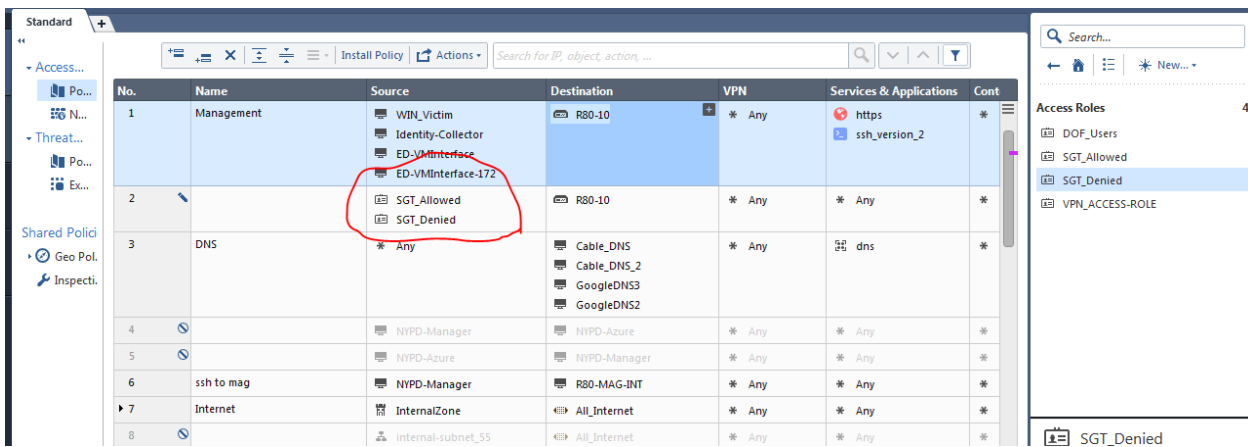 Standard
+
Access...
Po...
N...
Threat...
Po...
Ex...
Shared Polici
Geo Pol.
Inspecti.
Install Policy Actions Search for IP, object, action, ...
No. Name Source Destination VPN Services & Applications Cont
1 Management WIN_Victim R80-10 * Any https *
Identity-Collector ssh_version_2
ED-VMInterface
ED-VMInterface-172
2 SGT_Allowed R80-10 * Any * Any *
SGT_Denied
3 DNS * Any Cable_DNS * Any dns *
Cable_DNS_2
GoogleDNS3
GoogleDNS2
4 NYPD-Manager NYPD-Azure * Any * Any *
5 NYPD-Azure NYPD-Manager * Any * Any *
6 ssh to mag NYPD-Manager R80-MAG-INT * Any * Any *
7 Internet InternalZone All_Internet * Any * Any *
8 internal-subnet_55 All_Internet * Any * Any *
Search...
New...
Access Roles 4
DOF_Users
SGT_Allowed
SGT_Denied
VPN_ACCESS-ROLE
SGT_Denied